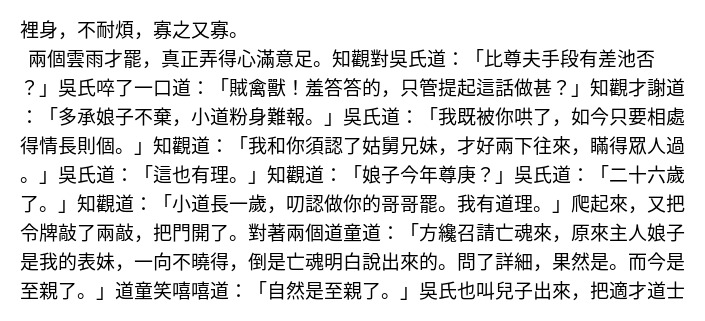 裡身，不耐煩，寡之又寡。
兩個雲雨才罷，真正弄得心滿意足。知觀對吳氏道：「比尊夫手段有差池否
？」吳氏啐了一口道：「賊禽獸！羞答答的，只管提起這話做甚？」知觀才謝道
：「多承娘子不棄，小道粉身難報。」吳氏道：「我既被你哄了，如今只要相處
得情長則個。」知觀道：「我和你須認了姑舅兄妹，才好兩下往來，瞞得眾人過
。」吳氏道：「這也有理。」知觀道：「娘子今年尊庚？」吳氏道：「二十六歲
了。」知觀道：「小道長一歲，叨認做你的哥哥罷。我有道理。」爬起來，又把
令牌敲了兩敲，把門開了。對著兩個道童道：「方纔召請亡魂來，原來主人娘子
是我的表妹，一向不曉得，倒是亡魂明白說出來的。問了詳細，果然是。而今是
至親了。」道童笑嘻嘻道：「自然是至親了。」吳氏也叫兒子出來，把適才道士